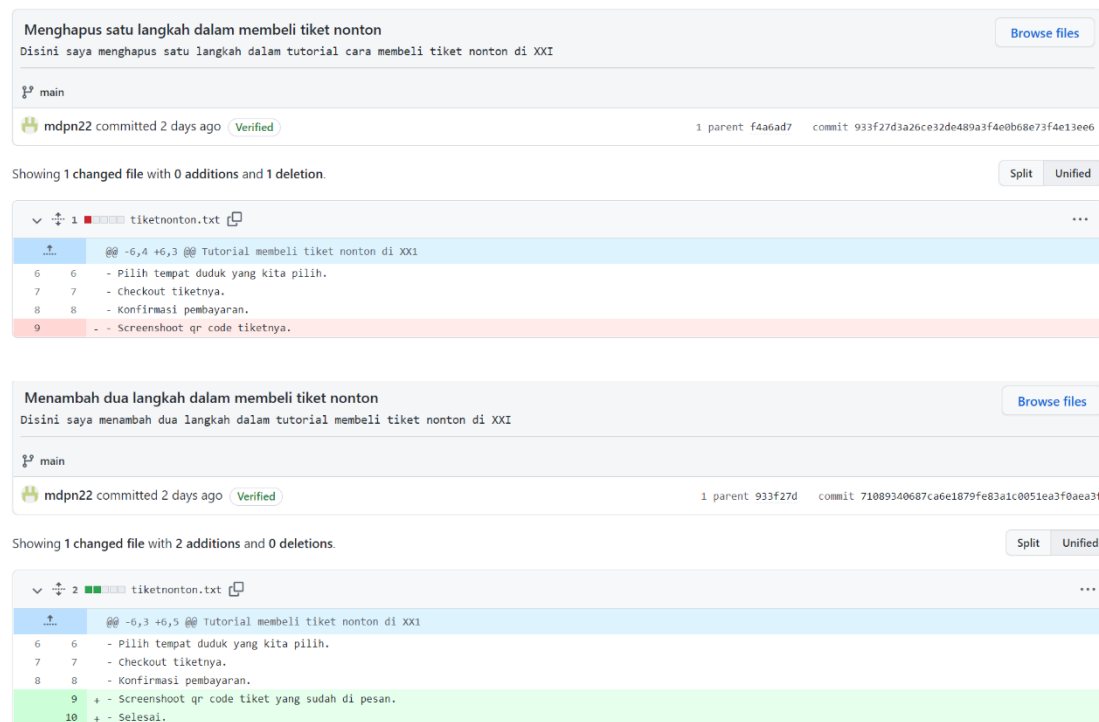 Menghapus satu langkah dalam membeli tiket nonton
Browse files
Disini saya menghapus satu langkah dalam tutorial cara membeli tiket nonton di XXI
main
mdpn22 committed 2 days ago Verified
1 parent f4a6ad7 commit 933f27d3a26ce32de489a3f4e0b68e73f4e13ee6
Showing 1 changed file with 0 additions and 1 deletion.
Split Unified
1 tiketnonton.txt
@@ -6,4 +6,3 @@ Tutorial membeli tiket nonton di XX1
6 6 - Pilih tempat duduk yang kita pilih.
7 7 - Checkout tiketnya.
8 8 - Konfirmasi pembayaran.
9 - - Screenshoot qr code tiketnya.
Menambah dua langkah dalam membeli tiket nonton
Browse files
Disini saya menambah dua langkah dalam tutorial membeli tiket nonton di XXI
main
mdpn22 committed 2 days ago Verified
1 parent 933f27d commit 71089340687ca6e1879fe83a1c0051ea3f0aea3f
Showing 1 changed file with 2 additions and 0 deletions.
Split Unified
2 tiketnonton.txt
@@ -6,3 +6,5 @@ Tutorial membeli tiket nonton di XX1
6 6 - Pilih tempat duduk yang kita pilih.
7 7 - Checkout tiketnya.
8 8 - Konfirmasi pembayaran.
9 + - Screenshoot qr code tiket yang sudah di pesan.
10 + - Selesai.